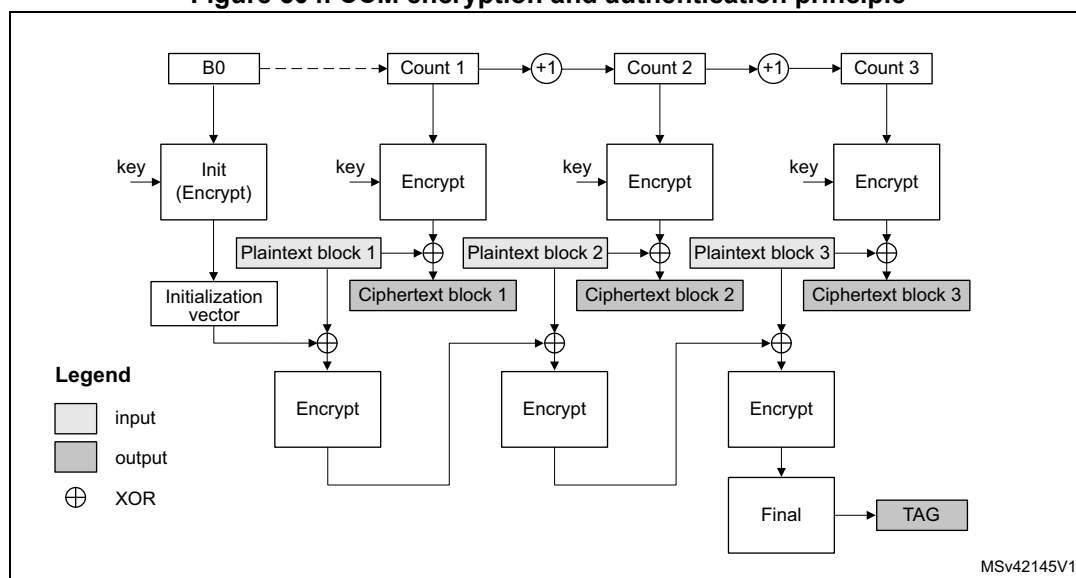 Figure CCM encryption and authentication principle
B0
Count 1
+1
Count 2
+1
Count 3
key
Init
(Encrypt)
key
Encrypt
key
Encrypt
key
Encrypt
Plaintext block 1
Plaintext block 2
Plaintext block 3
Ciphertext block 1
Ciphertext block 2
Ciphertext block 3
Initialization
vector
Legend
input
output
XOR
Encrypt
Encrypt
Encrypt
Final
TAG
MSv42145V1